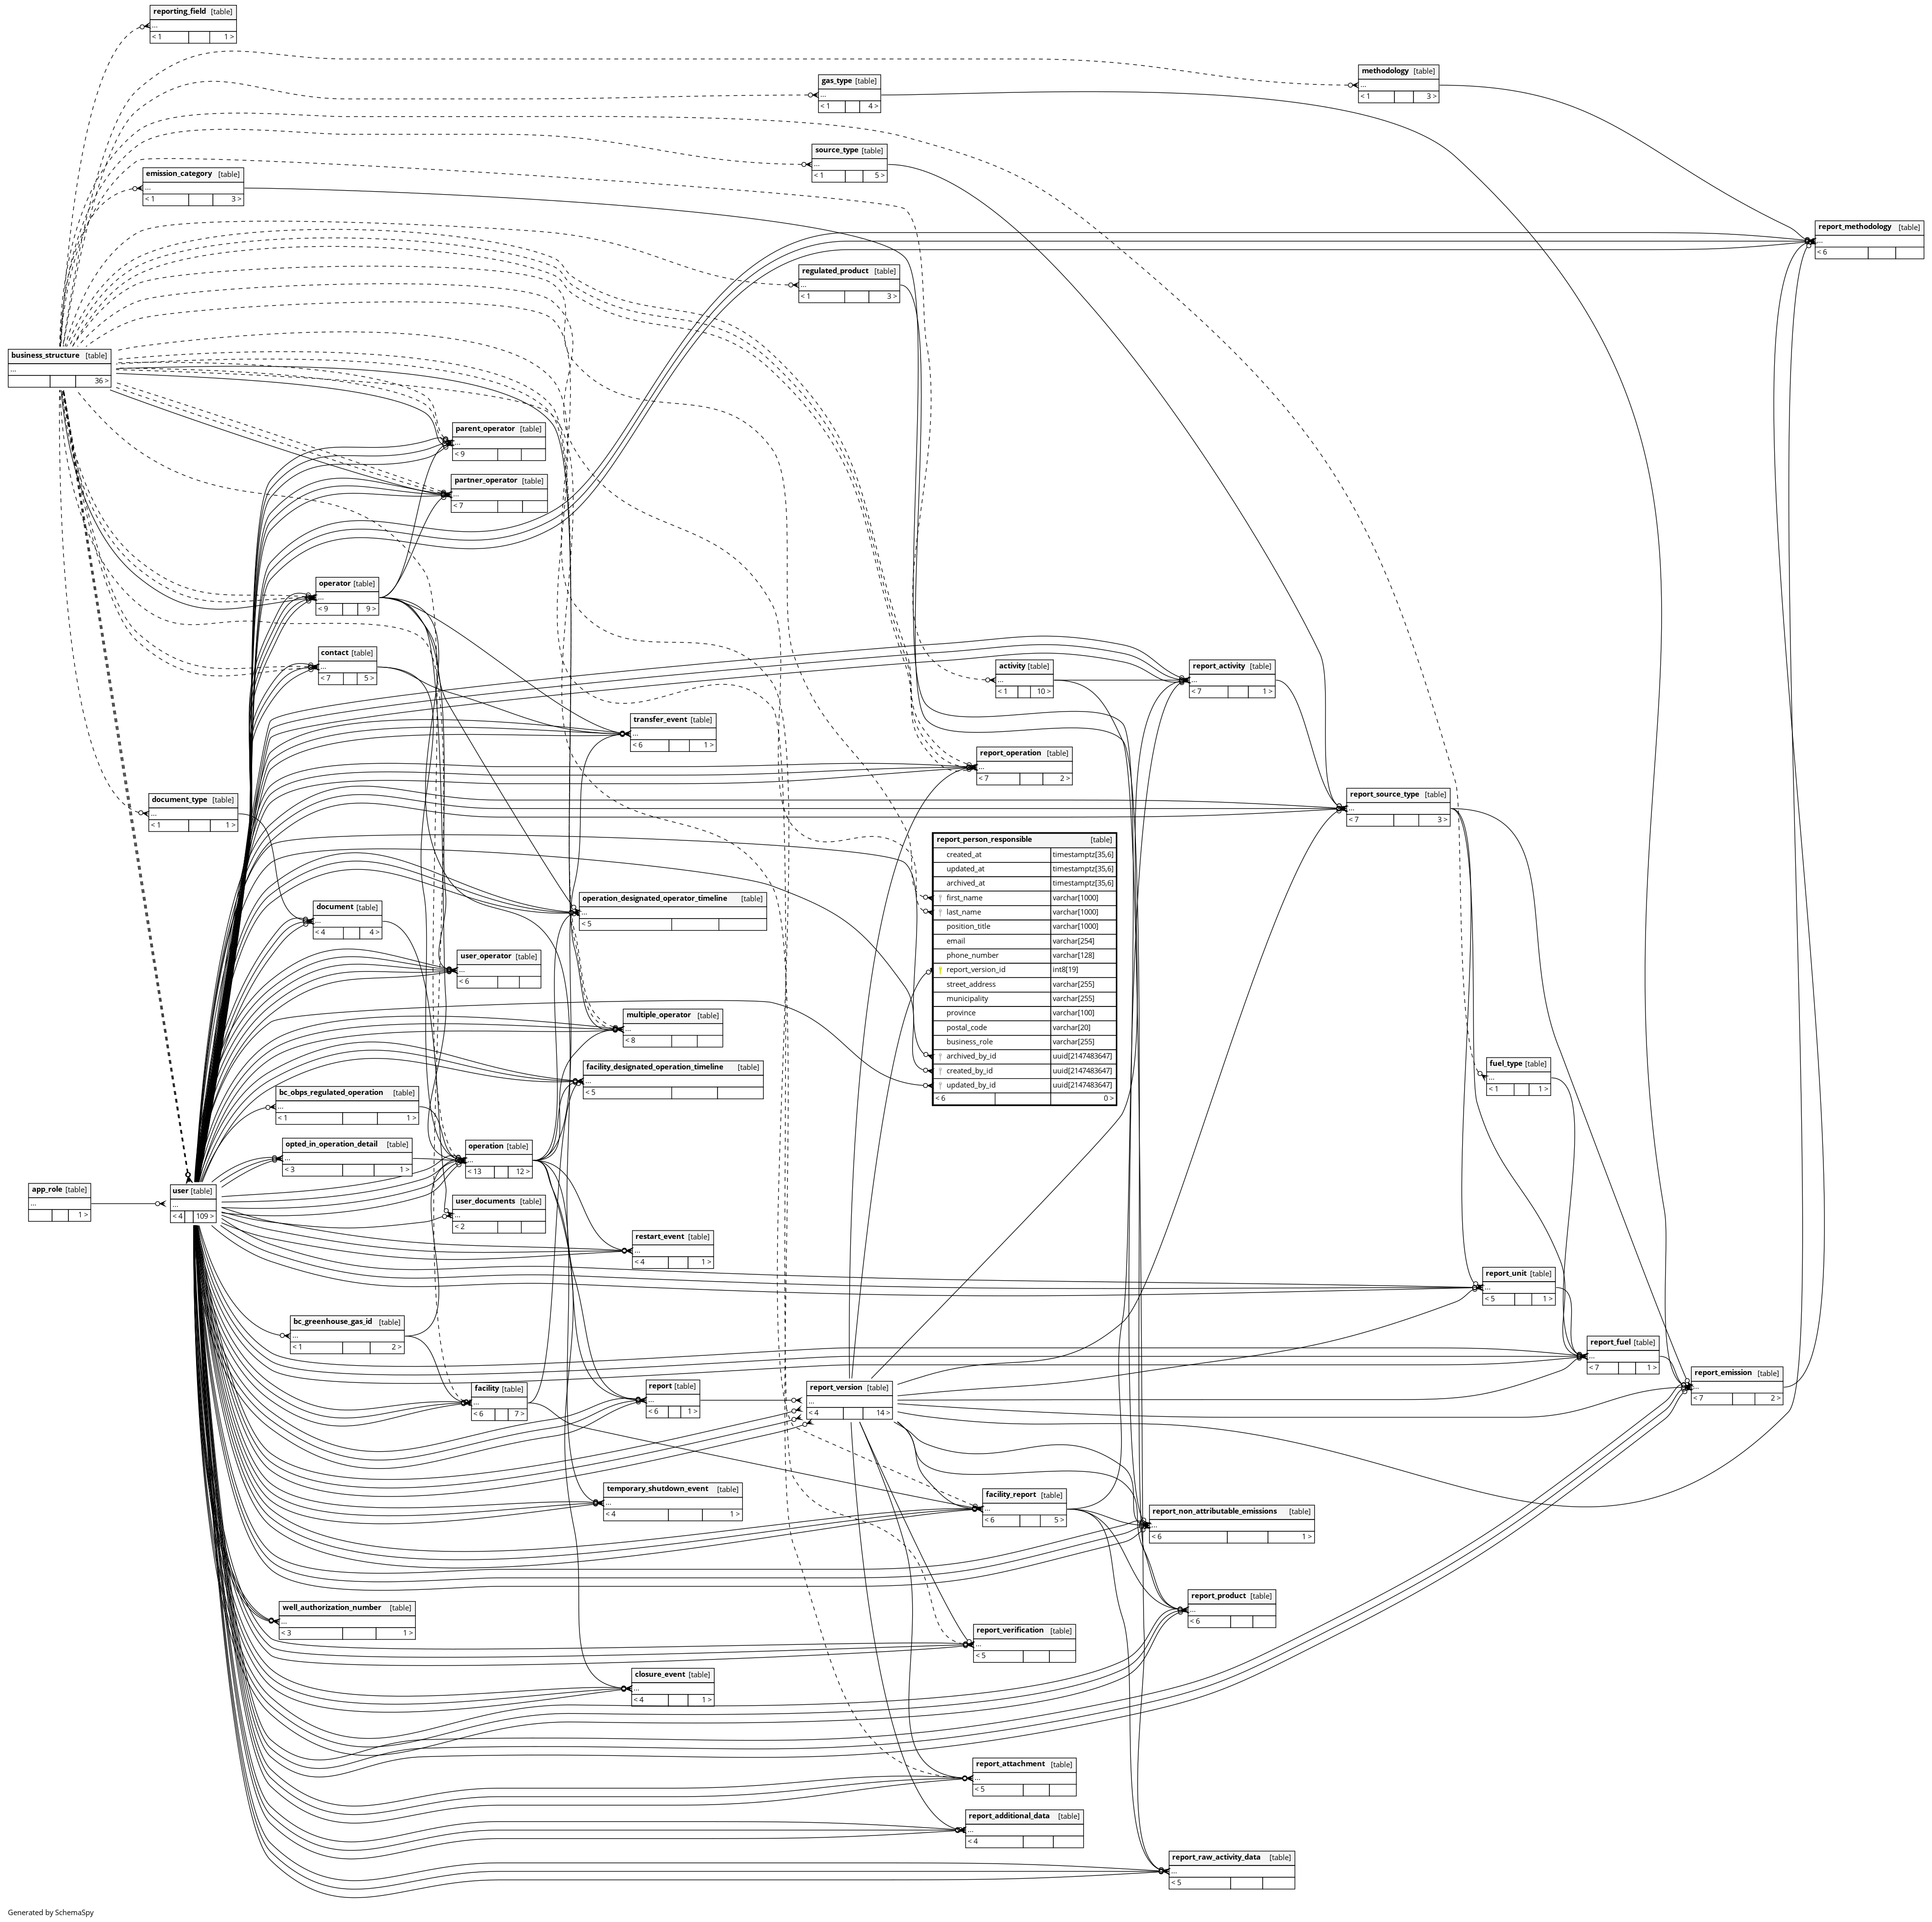 reporting_field [table]
...
< 1 1 >
methodology [table]
...
< 1 3 >
gas_type [table]
...
< 1 4 >
source_type [table]
...
< 1 5 >
emission_category [table]
...
< 1 3 >
report_methodology [table]
...
< 6
regulated_product [table]
...
< 1 3 >
business_structure [table]
...
36 >
parent_operator [table]
...
< 9
partner_operator [table]
...
< 7
operator [table]
...
< 9 9 >
contact [table]
...
< 7 5 >
activity [table]
...
< 1 10 >
report_activity [table]
...
< 7 1 >
transfer_event [table]
...
< 6 1 >
report_operation [table]
...
< 7 2 >
report_source_type [table]
...
< 7 3 >
document_type [table]
...
< 1 1 >
report_person_responsible [table]
created_at timestamptz[35,6]
updated_at timestamptz[35,6]
archived_at timestamptz[35,6]
first_name varchar[1000]
last_name varchar[1000]
position_title varchar[1000]
email varchar[254]
phone_number varchar[128]
report_version_id int8[19]
street_address varchar[255]
municipality varchar[255]
province varchar[100]
postal_code varchar[20]
business_role varchar[255]
archived_by_id uuid[2147483647]
created_by_id uuid[2147483647]
updated_by_id uuid[2147483647]
< 6 0 >
operation_designated_operator_timeline [table]
...
< 5
document [table]
...
< 4 4 >
user_operator [table]
...
< 6
multiple_operator [table]
...
< 8
facility_designated_operation_timeline [table]
...
< 5
fuel_type [table]
...
< 1 1 >
bc_obps_regulated_operation [table]
...
< 1 1 >
opted_in_operation_detail [table]
...
< 3 1 >
operation [table]
...
< 13 12 >
app_role [table]
...
1 >
user [table]
...
< 4 109 >
user_documents [table]
...
< 2
restart_event [table]
...
< 4 1 >
report_unit [table]
...
< 5 1 >
bc_greenhouse_gas_id [table]
...
< 1 2 >
report_fuel [table]
...
< 7 1 >
report_emission [table]
...
< 7 2 >
facility [table]
...
< 6 7 >
report [table]
...
< 6 1 >
report_version [table]
...
< 4 14 >
temporary_shutdown_event [table]
...
< 4 1 >
facility_report [table]
...
< 6 5 >
report_non_attributable_emissions [table]
...
< 6 1 >
report_product [table]
...
< 6
well_authorization_number [table]
...
< 3 1 >
report_verification [table]
...
< 5
closure_event [table]
...
< 4 1 >
report_attachment [table]
...
< 5
report_additional_data [table]
...
< 4
report_raw_activity_data [table]
...
< 5
Generated by SchemaSpy